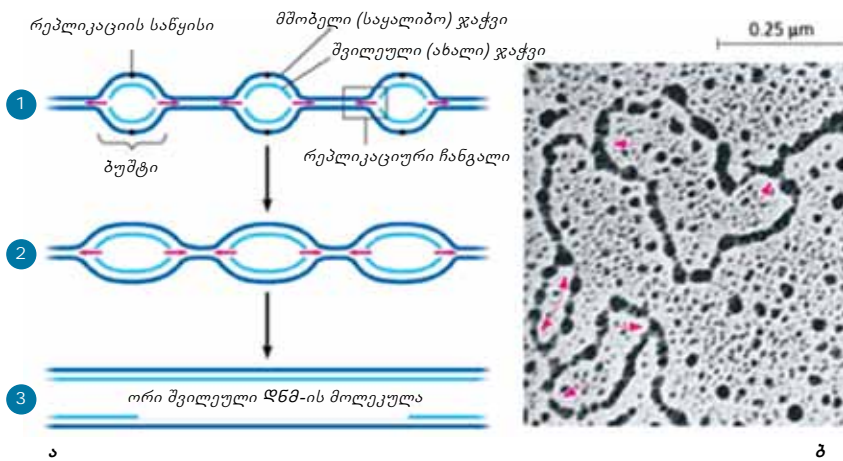 რეპლიკაციის საწყისი
მშობელი (საყალიბო) ჯაჭვი
შვილეული (ახალი) ჯაჭვი
0.25 µm
1
ბუშტი
რეპლიკაციური ჩანგალი
2
3
ორი შვილეული დნმ-ის მოლეკულა
ა
ბ